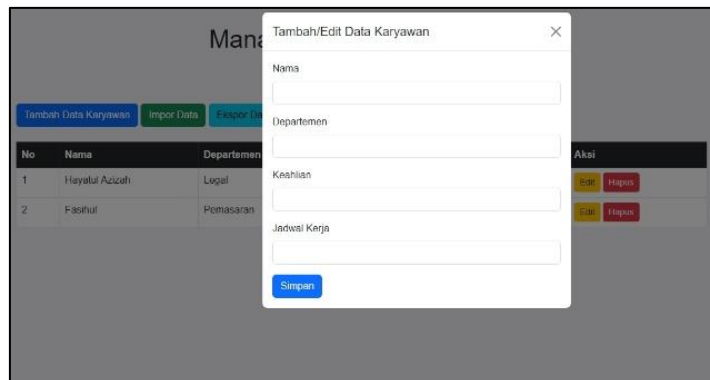 Mana
Tambah/Edit Data Karyawan
Nama
Tambah Data Karyawan Impor Data Ekspor Da
Departemen
No Nama Departemen Aksi
Keahlian
1 Hayatul Azizah Legal Edit Hapus
2 Fasihul Pemasaran Edit Hapus
Jadwal Kerja
Simpan